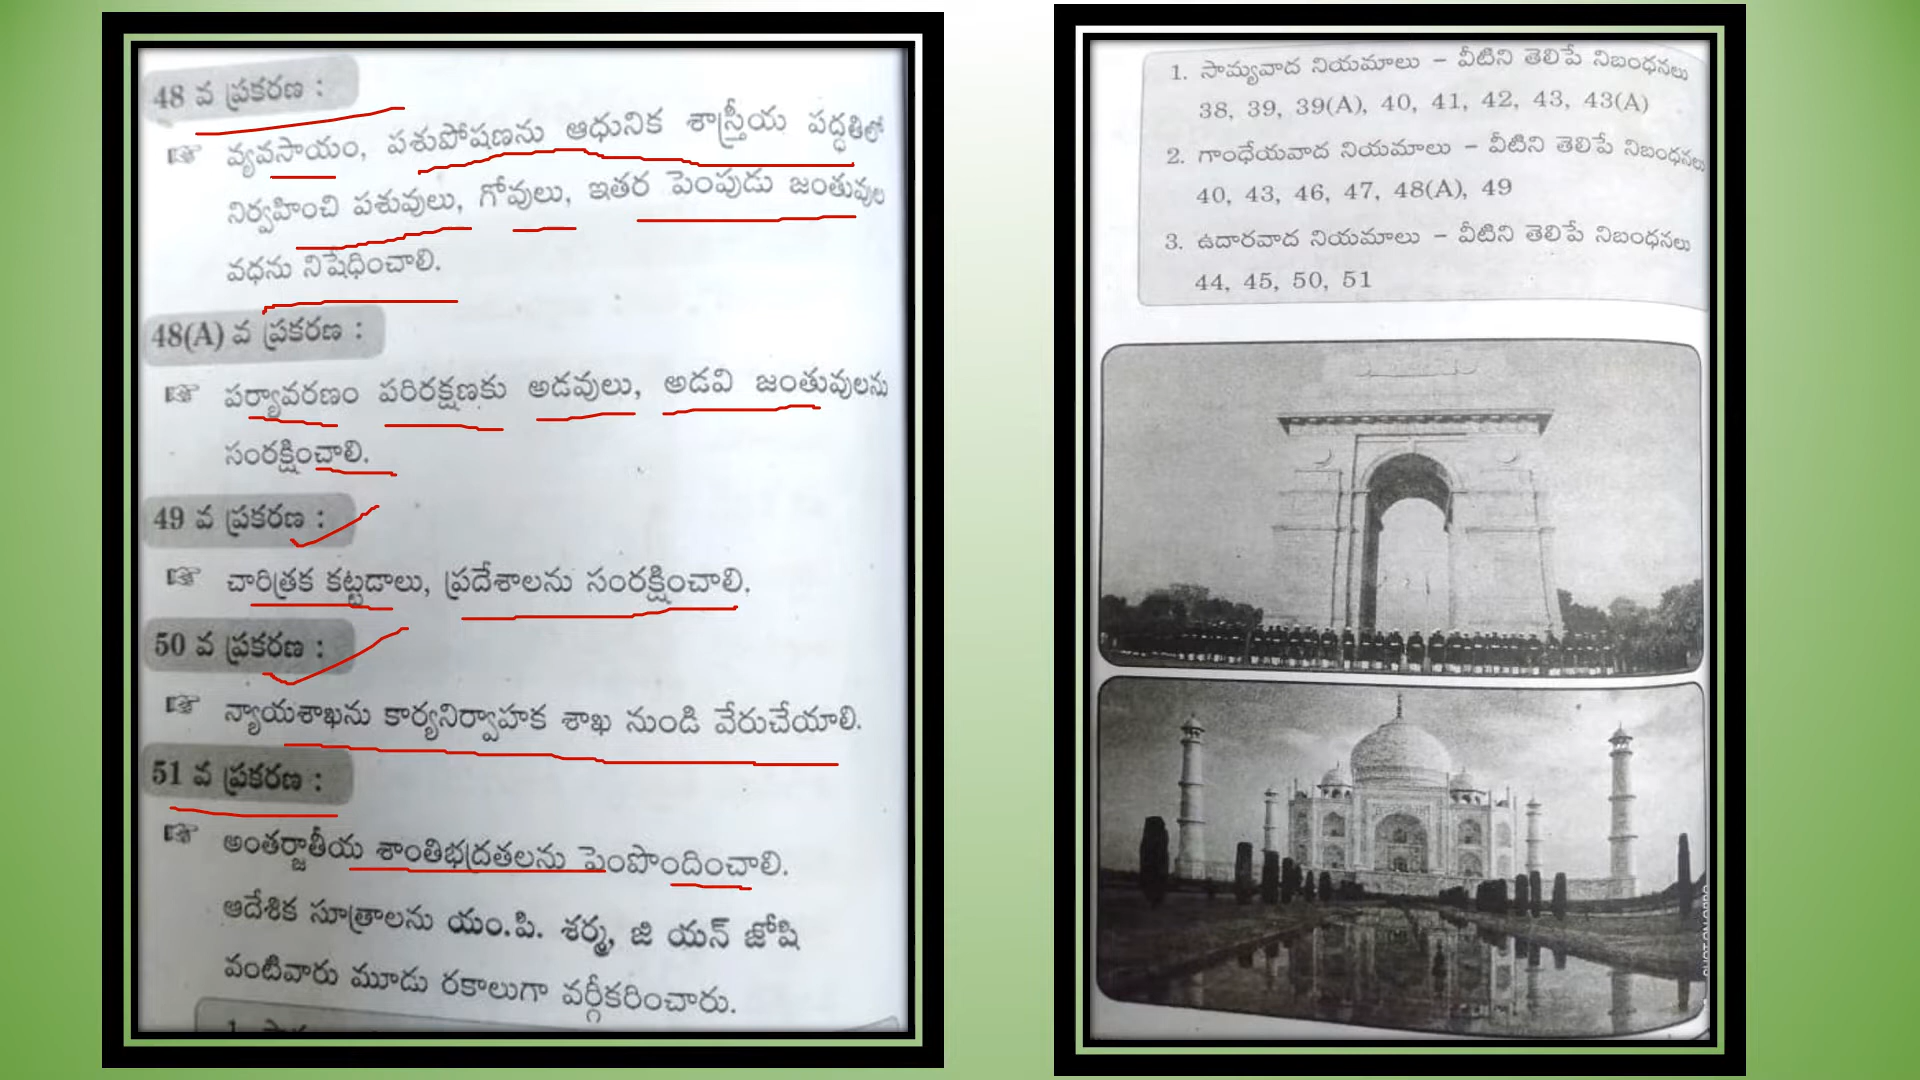 48 వ ప్రకరణ :
☞ వ్యవసాయం, పశుపోషణను ఆధునిక శాస్త్రీయ పద్ధతిలో
నిర్వహించి పశువులు, గోవులు, ఇతర పెంపుడు జంతువుల
వధను నిషేధించాలి.
48(A) వ ప్రకరణ :
☞ పర్యావరణం పరిరక్షణకు అడవులు, అడవి జంతువులను
సంరక్షించాలి.
49 వ ప్రకరణ :
☞ చారిత్రక కట్టడాలు, ప్రదేశాలను సంరక్షించాలి.
50 వ ప్రకరణ :
☞ న్యాయశాఖను కార్యనిర్వాహక శాఖ నుండి వేరుచేయాలి.
51 వ ప్రకరణ :
☞ అంతర్జాతీయ శాంతిభద్రతలను పెంపొందించాలి.
ఆదేశిక సూత్రాలను యం.పి. శర్మ, జి యన్ జోషి
వంటివారు మూడు రకాలుగా వర్గీకరించారు.
1. సామ్యవాద నియమాలు – వీటిని తెలిపే నిబంధనలు
38, 39, 39(A), 40, 41, 42, 43, 43(A)
2. గాంధేయవాద నియమాలు – వీటిని తెలిపే నిబంధనలు
40, 43, 46, 47, 48(A), 49
3. ఉదారవాద నియమాలు – వీటిని తెలిపే నిబంధనలు
44, 45, 50, 51